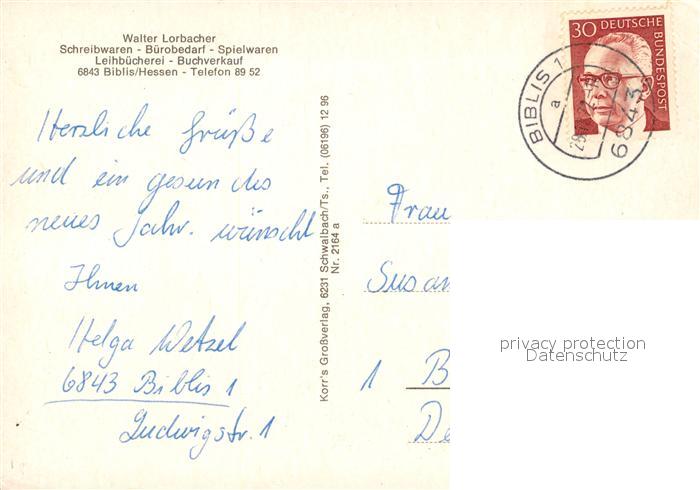 Walter Lorbacher
Schreibwaren - Bürobedarf - Spielwaren
Leihbücherei - Buchverkauf
6843 Biblis/Hessen - Telefon 89 52
Herzliche Grüße
und ein gesundes
neues Jahr. wünscht
Ihnen
Helga Wetzel
6843 Biblis 1
Ludwigstr. 1
Korr's Großverlag, 6231 Schwalbach/Ts., Tel. (06196) 12 96
Nr. 2164 a
30 DEUTSCHE
BUNDESPOST
BIBLIS 1
a
6843
Frau
Susan
1 B
De
privacy protection
Datenschutz